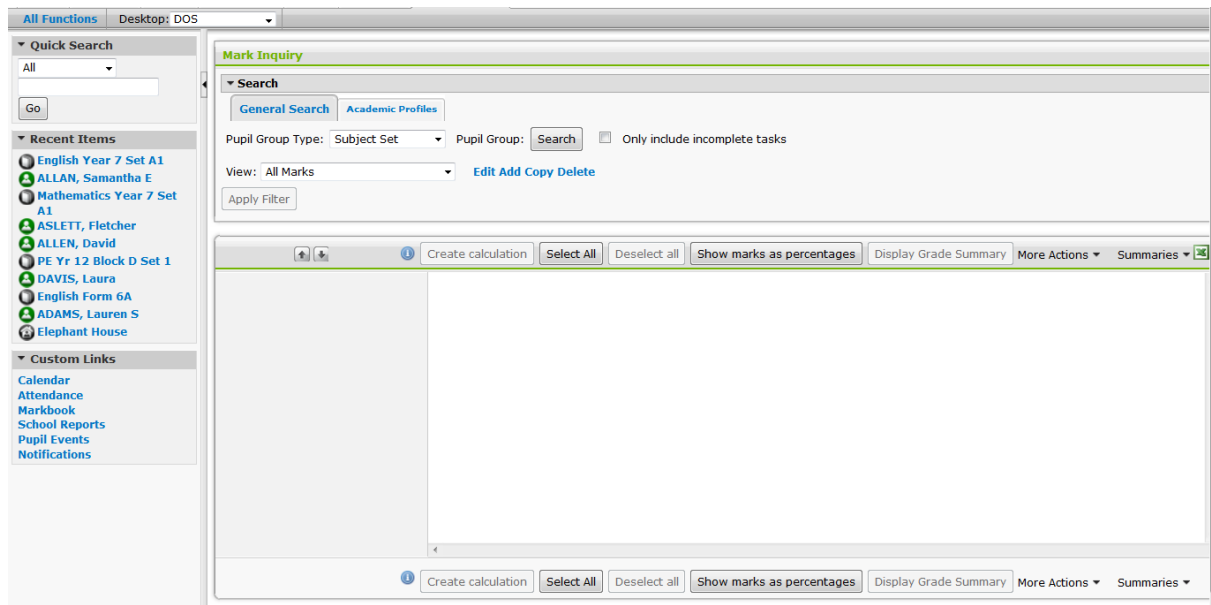 All Functions Desktop: DOS
Quick Search
All
Go
Recent Items
English Year 7 Set A1
ALLAN, Samantha E
Mathematics Year 7 Set
A1
ASLETT, Fletcher
ALLEN, David
PE Yr 12 Block D Set 1
DAVIS, Laura
English Form 6A
ADAMS, Lauren S
Elephant House
Custom Links
Calendar
Attendance
Markbook
School Reports
Pupil Events
Notifications
Mark Inquiry
Search
General Search Academic Profiles
Pupil Group Type: Subject Set Pupil Group: Search Only include incomplete tasks
View: All Marks Edit Add Copy Delete
Apply Filter
Create calculation Select All Deselect all Show marks as percentages Display Grade Summary More Actions Summaries
Create calculation Select All Deselect all Show marks as percentages Display Grade Summary More Actions Summaries